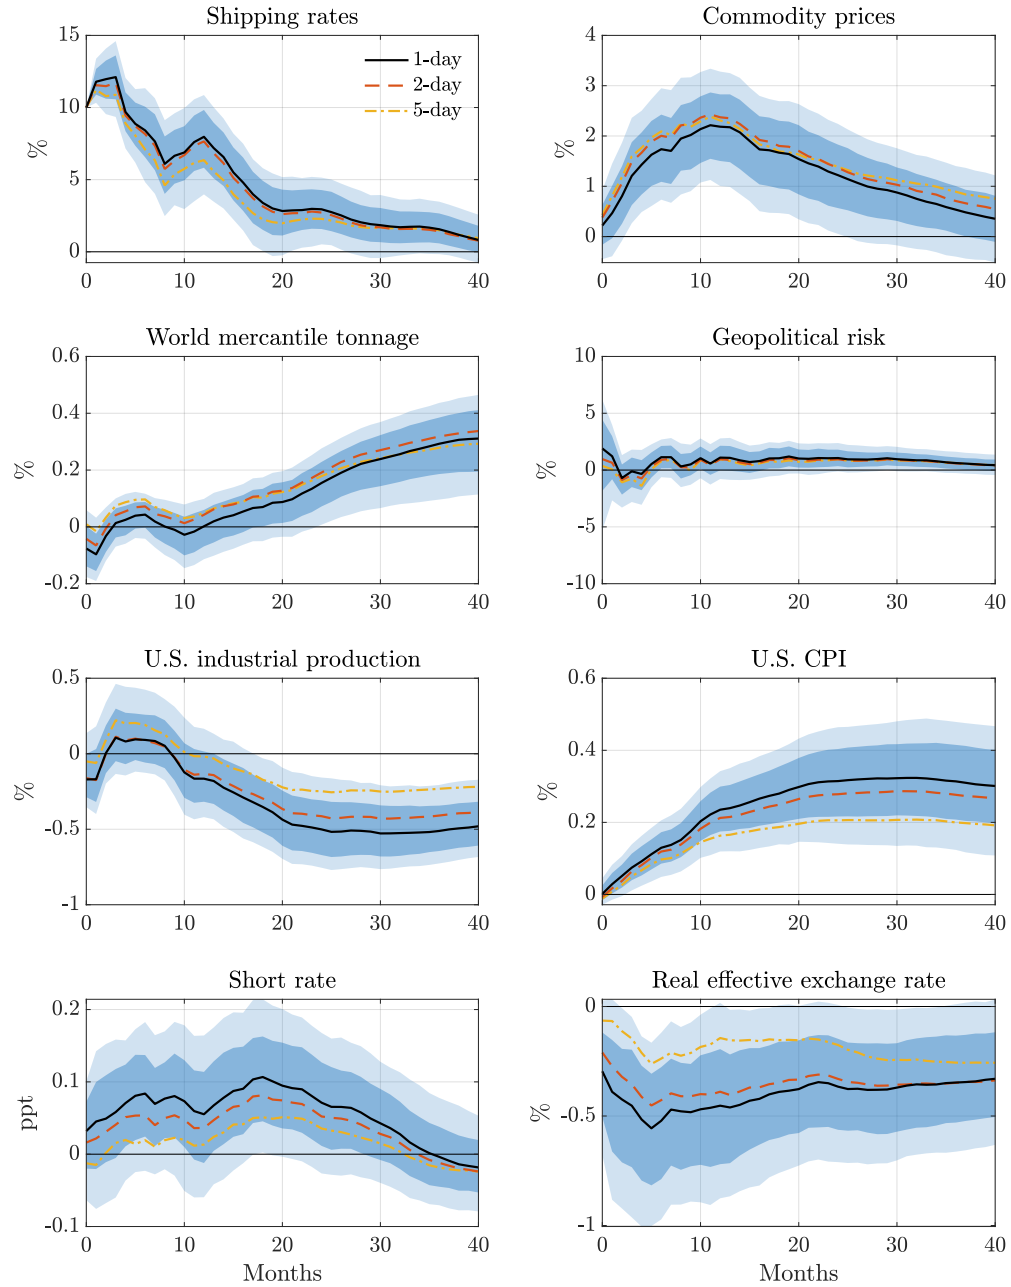 Shipping rates
15
10
5
0
%
1-day
2-day
5-day
0 10 20 30 40
Commodity prices
4
3
2
1
0
%
0 10 20 30 40
World mercantile tonnage
0.6
0.4
0.2
0
-0.2
%
0 10 20 30 40
Geopolitical risk
10
5
0
-5
-10
%
0 10 20 30 40
U.S. industrial production
0.5
0
-0.5
-1
%
0 10 20 30 40
U.S. CPI
0.6
0.4
0.2
0
%
0 10 20 30 40
Short rate
0.2
0.1
0
-0.1
ppt
0 10 20 30 40
Months
Real effective exchange rate
0
-0.5
-1
%
0 10 20 30 40
Months